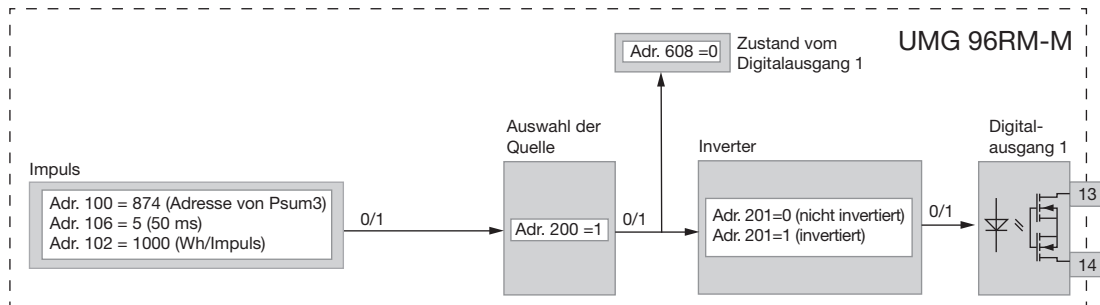 UMG 96RM-M
Adr. 608 =0
Zustand vom
Digitalausgang 1
Impuls
Adr. 100 = 874 (Adresse von Psum3)
Adr. 106 = 5 (50 ms)
Adr. 102 = 1000 (Wh/Impuls)
0/1
Auswahl der
Quelle
Adr. 200 =1
0/1
Inverter
Adr. 201=0 (nicht invertiert)
Adr. 201=1 (invertiert)
0/1
Digital-
ausgang 1
13
14